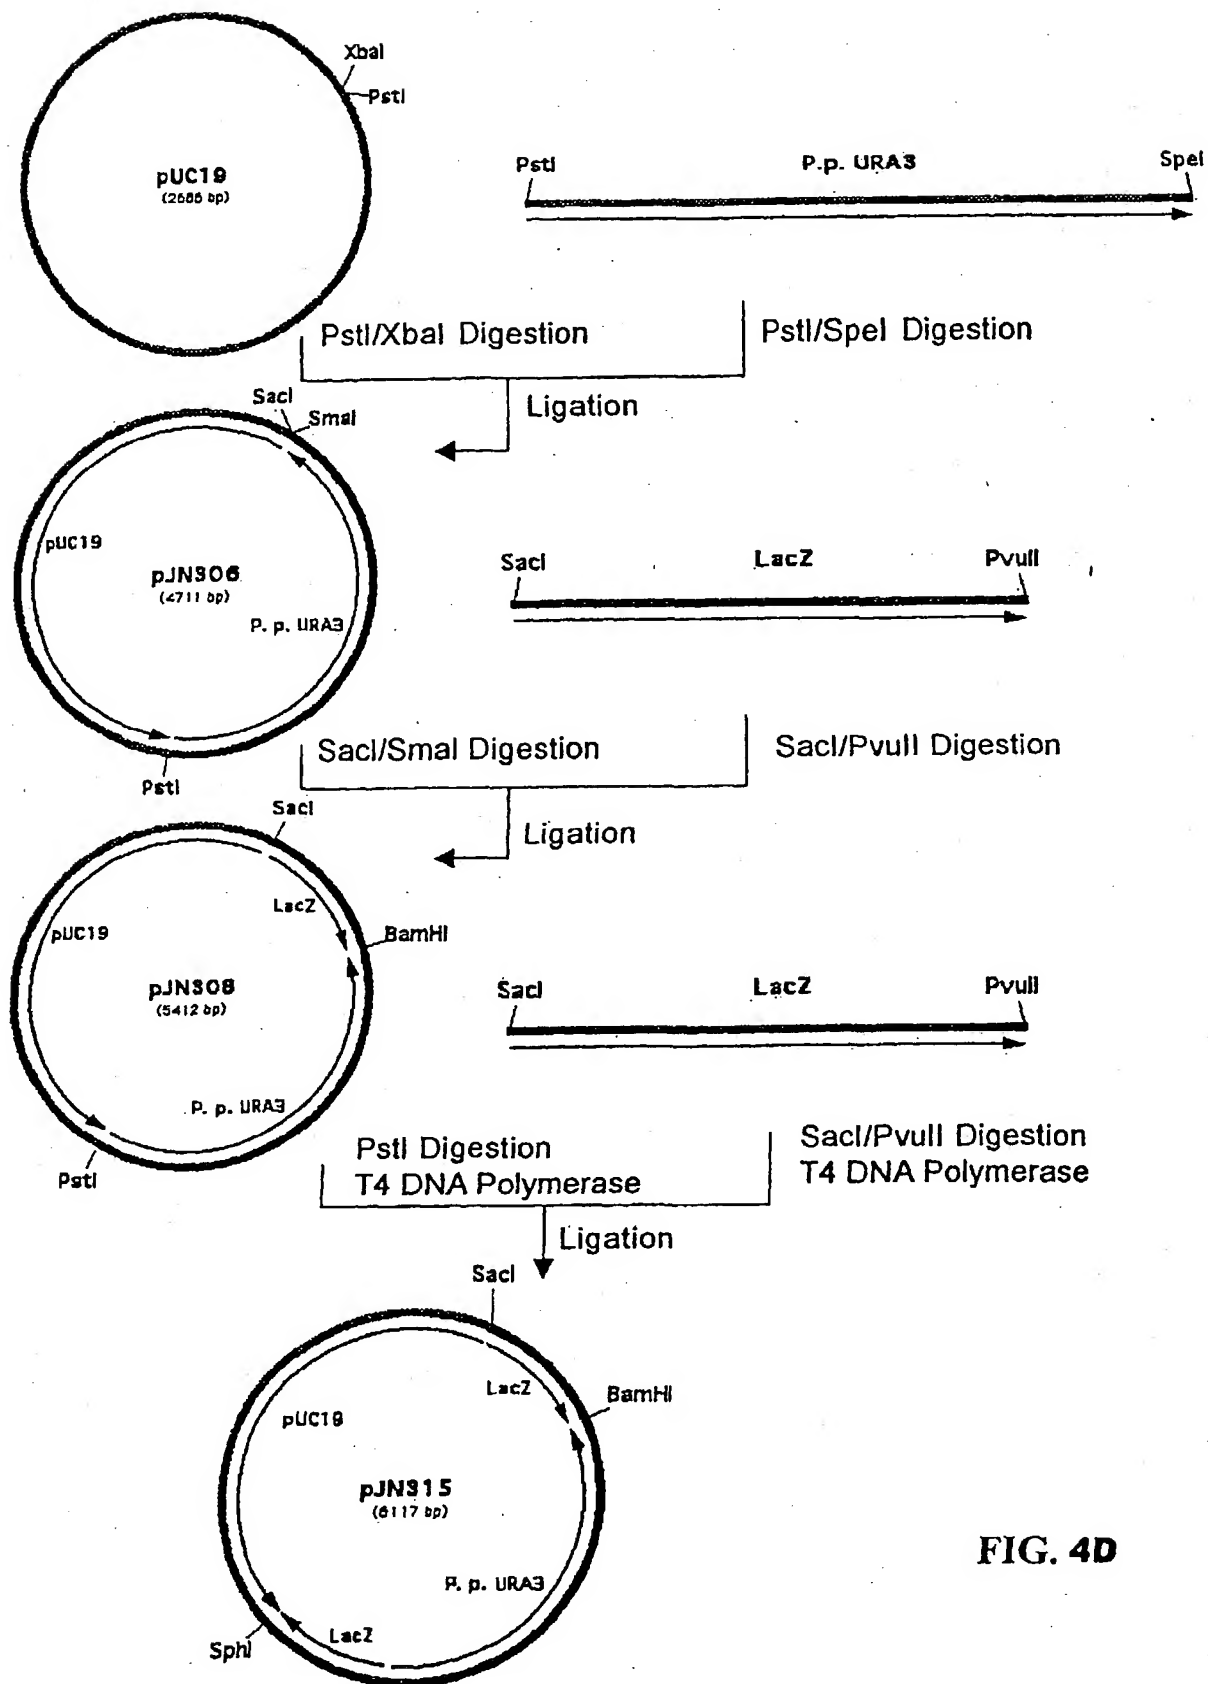 XbaI
PstI
pUC19
(2686 bp)
PstI P.p. URA3 SpeI
PstI/XbaI Digestion PstI/SpeI Digestion
Ligation
SacI
SmaI
pUC19
pJN306
(4711 bp)
P. p. URA3
PstI
SacI LacZ PvuII
SacI/SmaI Digestion SacI/PvuII Digestion
Ligation
SacI
LacZ
BamHI
pUC19
pJN308
(5412 bp)
P. p. URA3
PstI
SacI LacZ PvuII
PstI Digestion
T4 DNA Polymerase
SacI/PvuII Digestion
T4 DNA Polymerase
Ligation
SacI
LacZ
BamHI
pUC19
pJN315
(6117 bp)
P. p. URA3
LacZ
SphI
FIG. 4D